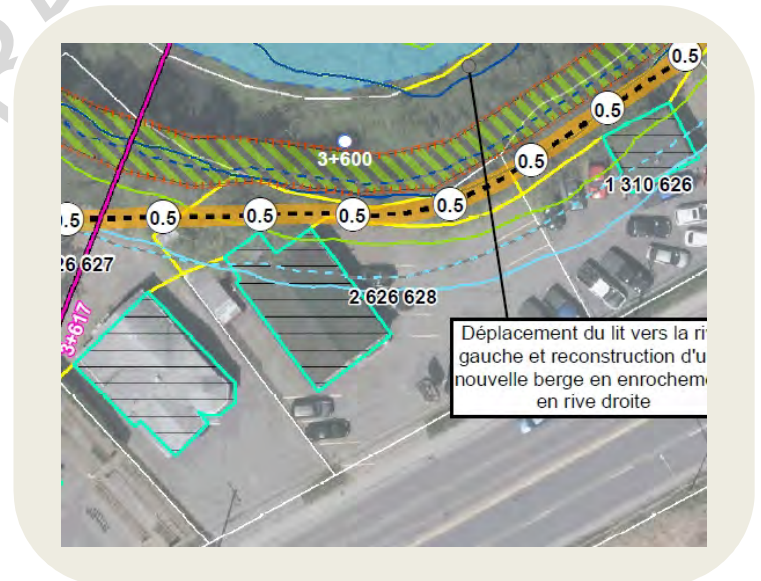 0.5
0.5
3+600
0.5
1 310 626
0.5
0.5
0.5
0.5
.5
26 627
2 626 628
3+617
Déplacement du lit vers la ri
gauche et reconstruction d'u
nouvelle berge en enrochem
en rive droite